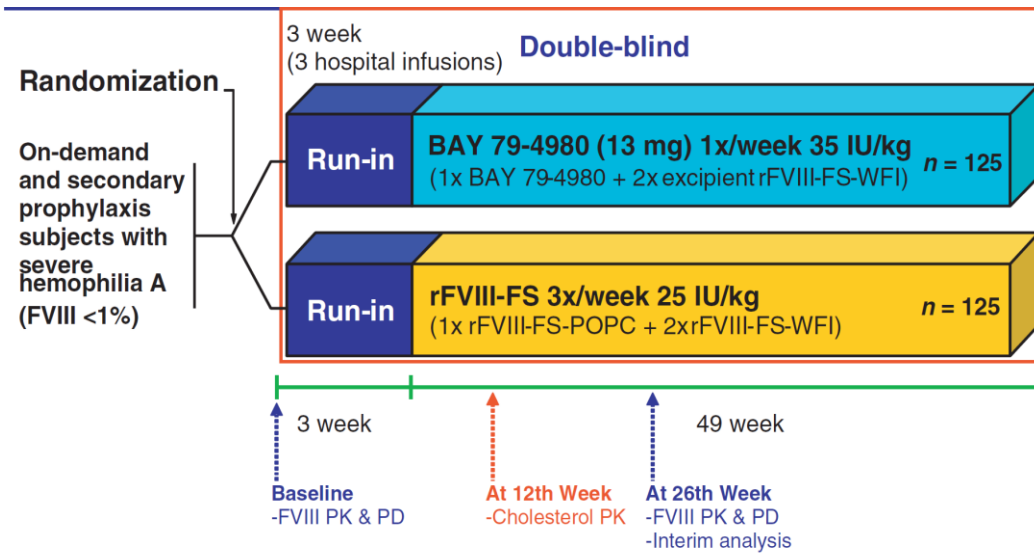 3 week
(3 hospital infusions)
Double-blind
Randomization
On-demand
and secondary
prophylaxis
subjects with
severe
hemophilia A
(FVIII <1%)
Run-in
BAY 79-4980 (13 mg) 1x/week 35 IU/kg
(1x BAY 79-4980 + 2x excipient rFVIII-FS-WFI)
n = 125
Run-in
rFVIII-FS 3x/week 25 IU/kg
(1x rFVIII-FS-POPC + 2x rFVIII-FS-WFI)
n = 125
3 week
49 week
Baseline
-FVIII PK & PD
At 12th Week
-Cholesterol PK
At 26th Week
-FVIII PK & PD
-Interim analysis